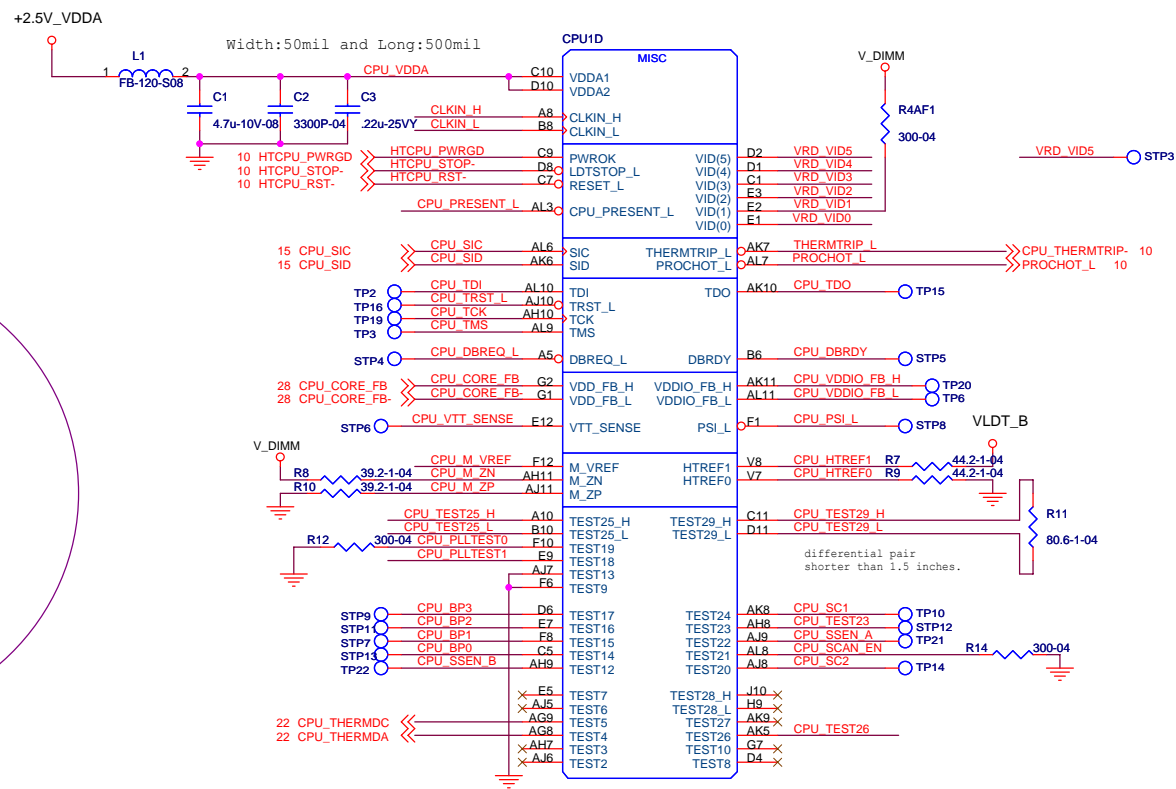 +2.5V_VDDA
Width:50mil and Long:500mil
CPU1D
MISC
V_DIMM
L1
1 2
FB-120-S08
CPU_VDDA
C10 VDDA1
D10 VDDA2
C1
4.7u-10V-08
C2
3300P-04
C3
.22u-25VY
CLKIN_H A8 CLKIN_H
CLKIN_L B8 CLKIN_L
R4AF1
300-04
10 HTCPU_PWRGD HTCPU_PWRGD C9 PWROK
10 HTCPU_STOP- HTCPU_STOP- D8 LDTSTOP_L
10 HTCPU_RST- HTCPU_RST- C7 RESET_L
CPU_PRESENT_L AL3 CPU_PRESENT_L
VID(5) D2 VRD_VID5
VID(4) D1 VRD_VID4
VID(3) C1 VRD_VID3
VID(2) E3 VRD_VID2
VID(1) E2 VRD_VID1
VID(0) E1 VRD_VID0
VRD_VID5 STP3
15 CPU_SIC CPU_SIC AL6 SIC
15 CPU_SID CPU_SID AK6 SID
THERMTRIP_L AK7 THERMTRIP_L CPU_THERMTRIP- 10
PROCHOT_L AL7 PROCHOT_L PROCHOT_L 10
TP2 CPU_TDI AL10 TDI
TP16 CPU_TRST_L AJ10 TRST_L
TP19 CPU_TCK AH10 TCK
TP3 CPU_TMS AL9 TMS
TDO AK10 CPU_TDO TP15
STP4 CPU_DBREQ_L A5 DBREQ_L
DBRDY B6 CPU_DBRDY STP5
28 CPU_CORE_FB CPU_CORE_FB G2 VDD_FB_H
28 CPU_CORE_FB- CPU_CORE_FB- G1 VDD_FB_L
VDDIO_FB_H AK11 CPU_VDDIO_FB_H TP20
VDDIO_FB_L AL11 CPU_VDDIO_FB_L TP6
STP6 CPU_VTT_SENSE E12 VTT_SENSE
PSI_L F1 CPU_PSI_L STP8
VLDT_B
V_DIMM
CPU_M_VREF F12 M_VREF
R8 39.2-1-04 CPU_M_ZN AH11 M_ZN
R10 39.2-1-04 CPU_M_ZP AJ11 M_ZP
HTREF1 V8 CPU_HTREF1 R7 44.2-1-04
HTREF0 V7 CPU_HTREF0 R9 44.2-1-04
CPU_TEST25_H A10 TEST25_H
CPU_TEST25_L B10 TEST25_L
R12 300-04 CPU_PLLTEST0 F10 TEST19
CPU_PLLTEST1 E9 TEST18
AJ7 TEST13
F6 TEST9
TEST29_H C11 CPU_TEST29_H
TEST29_L D11 CPU_TEST29_L
R11
80.6-1-04
differential pair
shorter than 1.5 inches.
STP9 CPU_BP3 D6 TEST17
STP11 CPU_BP2 E7 TEST16
STP7 CPU_BP1 F8 TEST15
STP13 CPU_BP0 C5 TEST14
TP22 CPU_SSEN_B AH9 TEST12
TEST24 AK8 CPU_SC1 TP10
TEST23 AH8 CPU_TEST23 STP12
TEST22 AJ9 CPU_SSEN_A TP21
TEST21 AL8 CPU_SCAN_EN R14 300-04
TEST20 AJ8 CPU_SC2 TP14
E5 TEST7
AJ5 TEST6
22 CPU_THERMDC AG9 TEST5
22 CPU_THERMDA AG8 TEST4
AH7 TEST3
AJ6 TEST2
TEST28_H J10
TEST28_L H9
TEST27 AK9
TEST26 AK5 CPU_TEST26
TEST10 G7
TEST8 D4